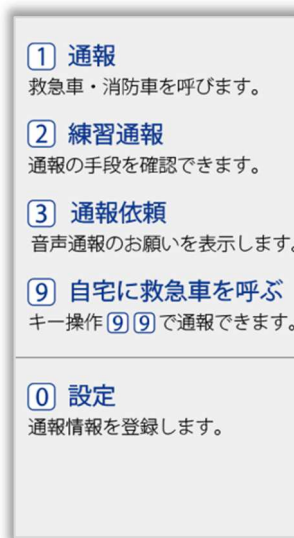 1 通報
救急車・消防車を呼びます。
2 練習通報
通報の手段を確認できます。
3 通報依頼
音声通報のお願いを表示します。
9 自宅に救急車を呼ぶ
キー操作99で通報できます。
0 設定
通報情報を登録します。